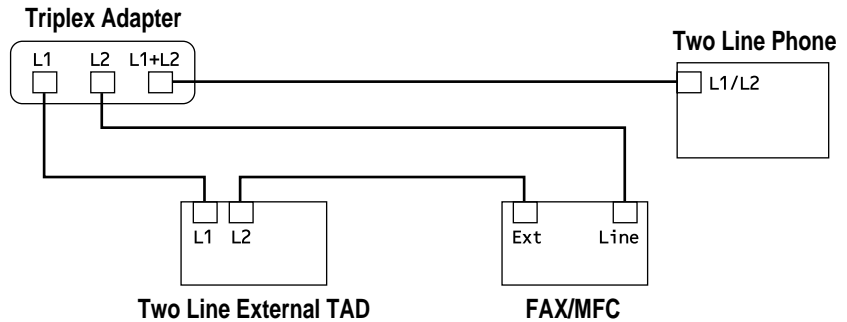 Triplex Adapter
L1 L2 L1+L2
Two Line Phone
L1/L2
L1 L2
Ext Line
Two Line External TAD
FAX/MFC